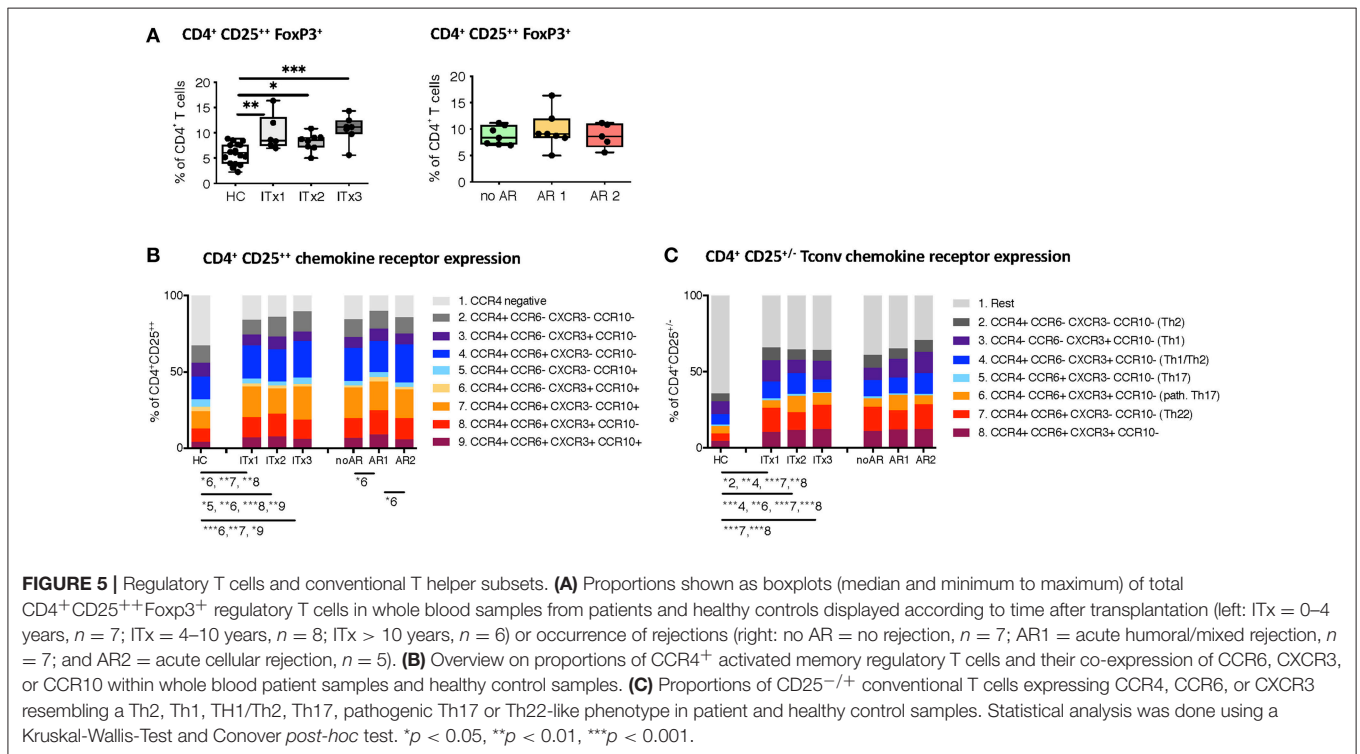 A
CD4⁺ CD25⁺⁺ FoxP3⁺
CD4⁺ CD25⁺⁺ FoxP3⁺
% of CD4⁺ T cells
20
15
10
5
0
***
*
**
HC ITx1 ITx2 ITx3
% of CD4⁺ T cells
20
15
10
5
0
no AR AR 1 AR 2
B
CD4⁺ CD25⁺⁺ chemokine receptor expression
% of CD4⁺CD25⁺⁺
100
50
0
HC ITx1 ITx2 ITx3 noAR AR1 AR2
*6, **7, **8
*5, **6, ***8,**9
***6,**7, *9
*6
*6
1. CCR4 negative
2. CCR4+ CCR6- CXCR3- CCR10-
3. CCR4+ CCR6- CXCR3+ CCR10-
4. CCR4+ CCR6+ CXCR3- CCR10-
5. CCR4+ CCR6- CXCR3- CCR10+
6. CCR4+ CCR6- CXCR3+ CCR10+
7. CCR4+ CCR6+ CXCR3- CCR10+
8. CCR4+ CCR6+ CXCR3+ CCR10-
9. CCR4+ CCR6+ CXCR3+ CCR10+
C
CD4⁺ CD25⁺/⁻ Tconv chemokine receptor expression
% of CD4⁺CD25⁺/⁻
100
50
0
HC ITx1 ITx2 ITx3 noAR AR1 AR2
*2, **4, ***7,**8
***4, **6, ***7,***8
***7,***8
1. Rest
2. CCR4+ CCR6- CXCR3- CCR10- (Th2)
3. CCR4- CCR6- CXCR3+ CCR10- (Th1)
4. CCR4+ CCR6- CXCR3+ CCR10- (Th1/Th2)
5. CCR4- CCR6+ CXCR3- CCR10- (Th17)
6. CCR4- CCR6+ CXCR3+ CCR10- (path. Th17)
7. CCR4+ CCR6+ CXCR3- CCR10- (Th22)
8. CCR4+ CCR6+ CXCR3+ CCR10-
FIGURE 5 | Regulatory T cells and conventional T helper subsets. (A) Proportions shown as boxplots (median and minimum to maximum) of total
CD4⁺CD25⁺⁺Foxp3⁺ regulatory T cells in whole blood samples from patients and healthy controls displayed according to time after transplantation (left: ITx = 0–4
years, n = 7; ITx = 4–10 years, n = 8; ITx > 10 years, n = 6) or occurrence of rejections (right: no AR = no rejection, n = 7; AR1 = acute humoral/mixed rejection, n
= 7; and AR2 = acute cellular rejection, n = 5). (B) Overview on proportions of CCR4⁺ activated memory regulatory T cells and their co-expression of CCR6, CXCR3,
or CCR10 within whole blood patient samples and healthy control samples. (C) Proportions of CD25⁻/⁺ conventional T cells expressing CCR4, CCR6, or CXCR3
resembling a Th2, Th1, TH1/Th2, Th17, pathogenic Th17 or Th22-like phenotype in patient and healthy control samples. Statistical analysis was done using a
Kruskal-Wallis-Test and Conover post-hoc test. *p < 0.05, **p < 0.01, ***p < 0.001.